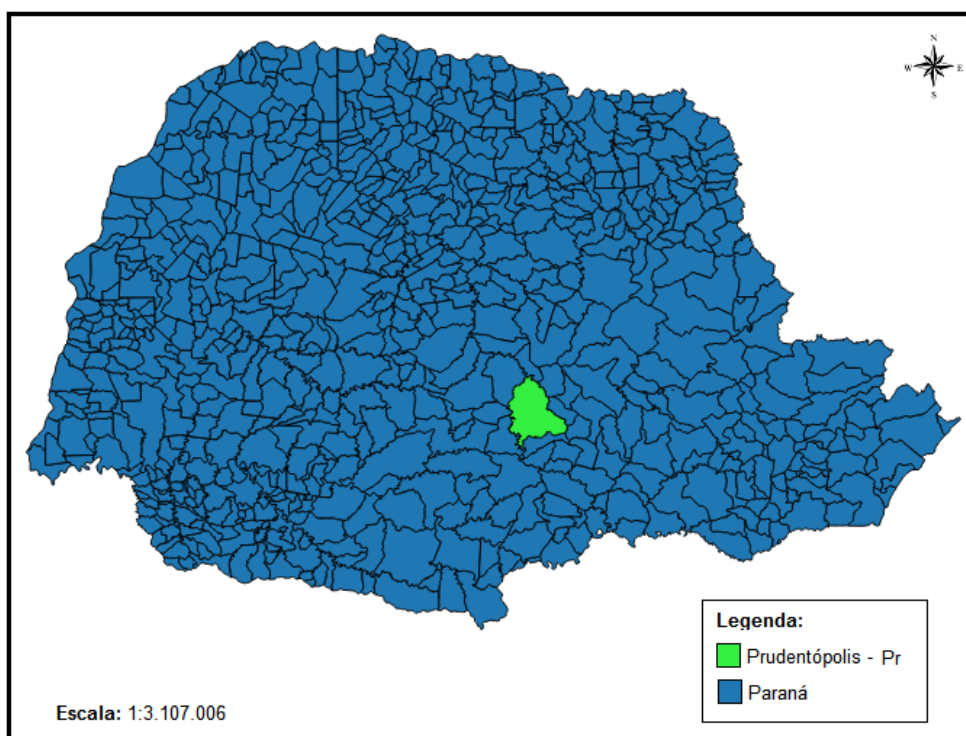 N
W E
S
Legenda:
Prudentópolis - Pr
Paraná
Escala: 1:3.107.006